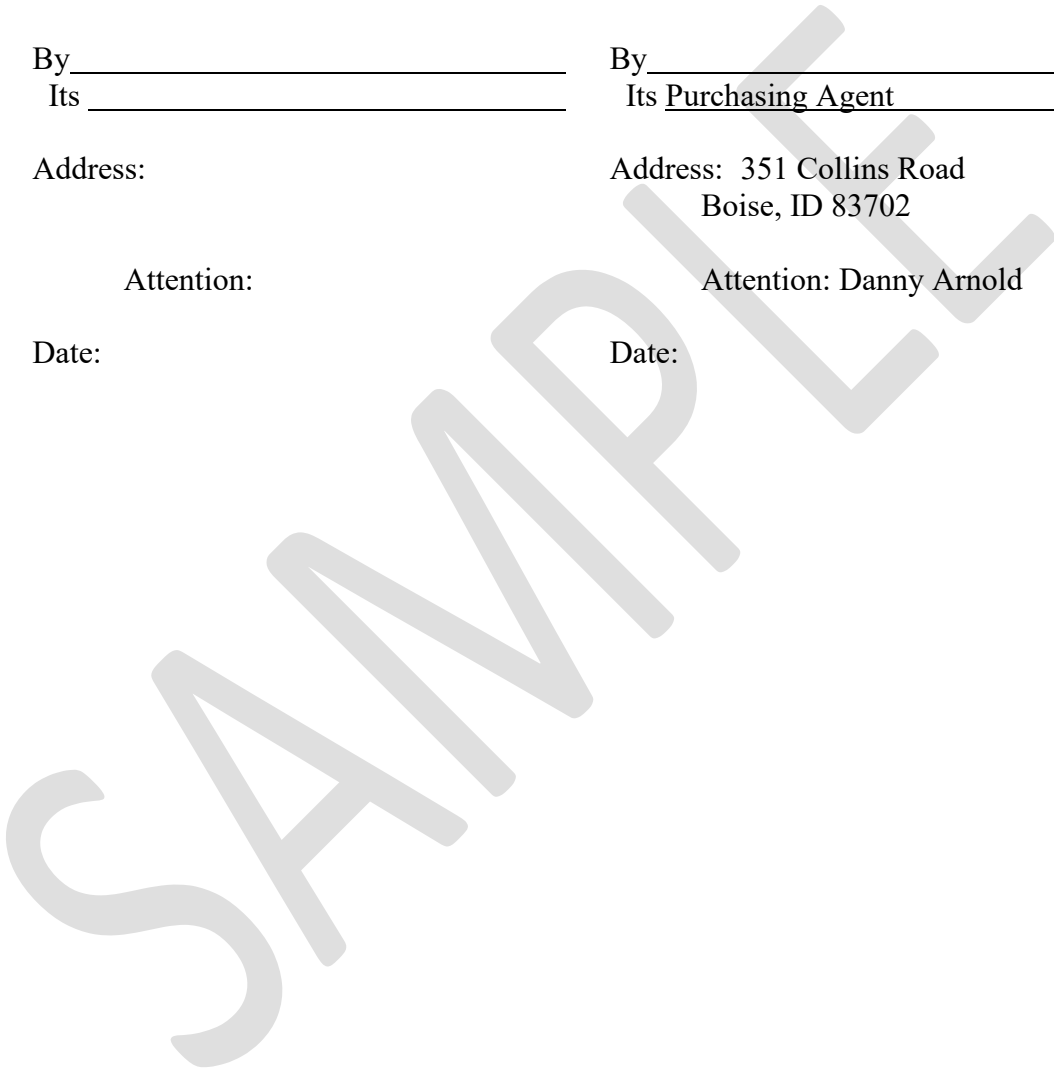 By By
Its Its Purchasing Agent
Address: Address: 351 Collins Road
Boise, ID 83702
Attention: Attention: Danny Arnold
Date: Date:
SAMPLE